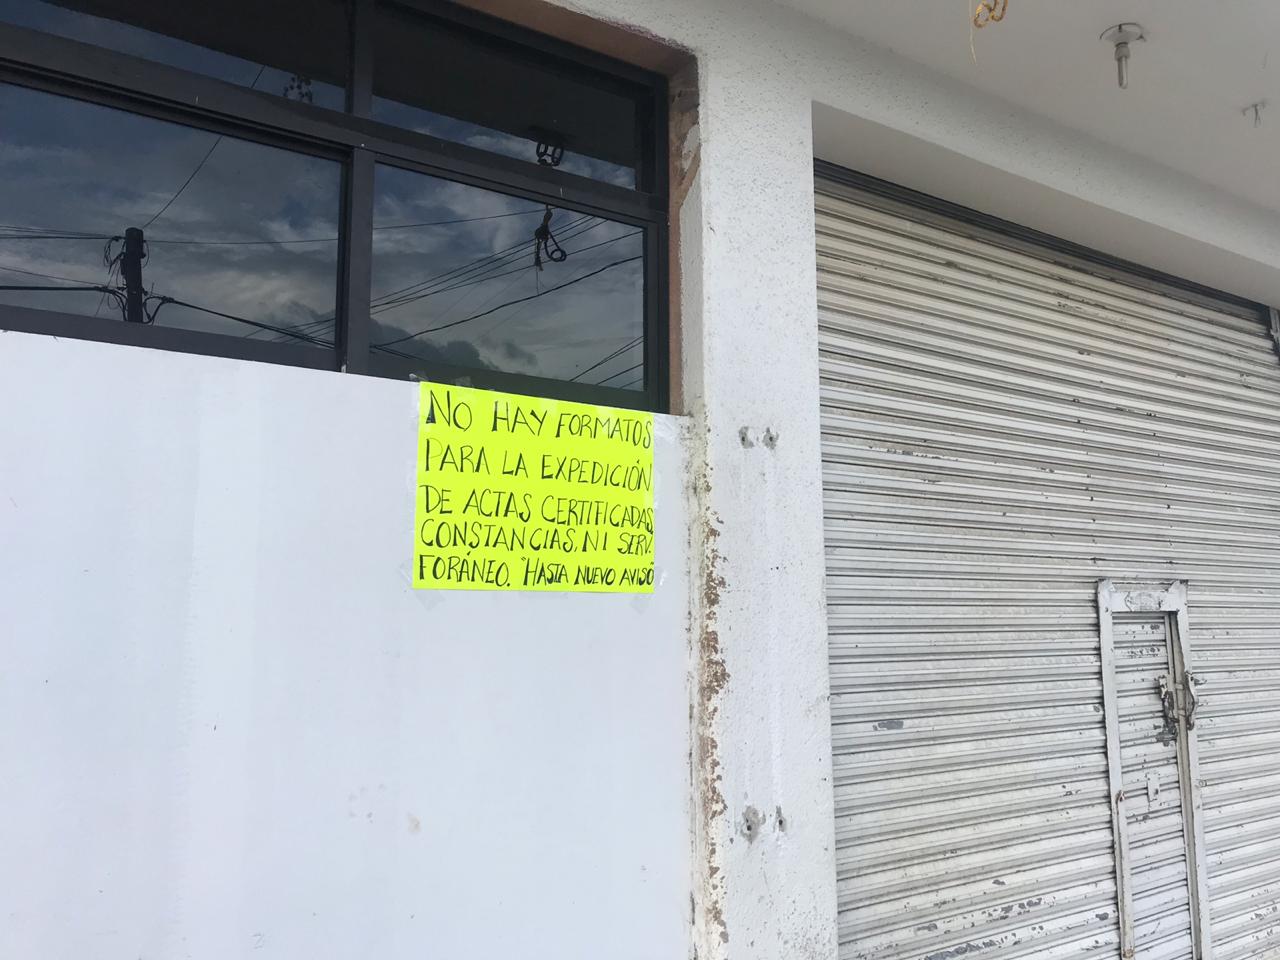 NO HAY FORMATOS
PARA LA EXPEDICIÓN
DE ACTAS CERTIFICADAS,
CONSTANCIAS, NI SERV.
FORÁNEO. "HASTA NUEVO AVISO"